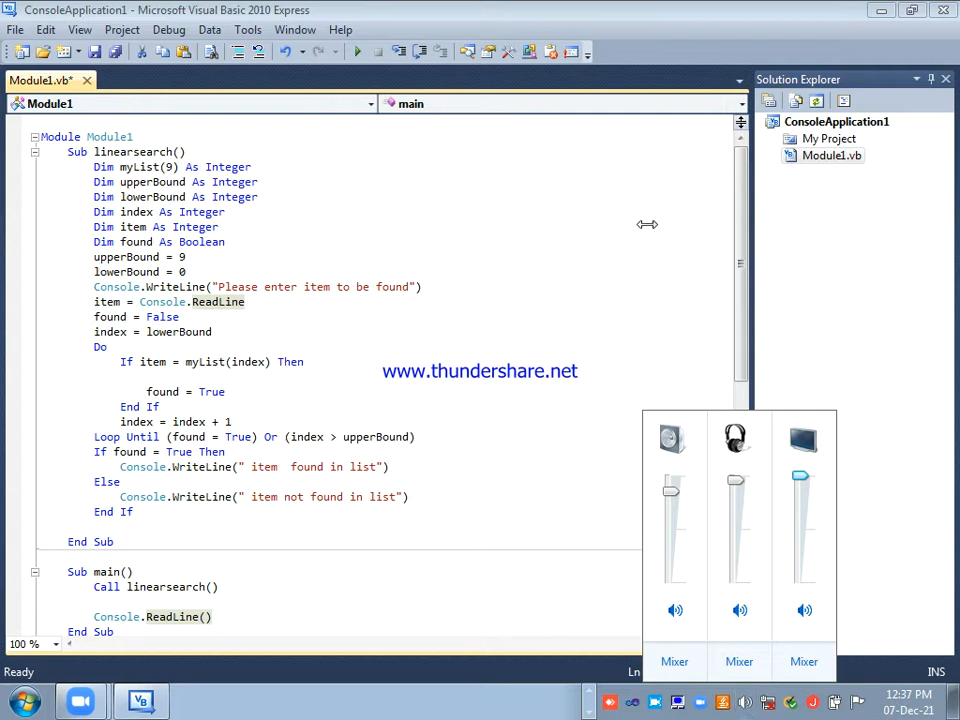 ConsoleApplication1 - Microsoft Visual Basic 2010 Express
File Edit View Project Debug Data Tools Window Help
Module1.vb*
Solution Explorer
Module1
main
ConsoleApplication1
My Project
Module1.vb
Module Module1
Sub linearsearch()
Dim myList(9) As Integer
Dim upperBound As Integer
Dim lowerBound As Integer
Dim index As Integer
Dim item As Integer
Dim found As Boolean
upperBound = 9
lowerBound = 0
Console.WriteLine("Please enter item to be found")
item = Console.ReadLine
found = False
index = lowerBound
Do
If item = myList(index) Then
www.thundershare.net
found = True
End If
index = index + 1
Loop Until (found = True) Or (index > upperBound)
If found = True Then
Console.WriteLine(" item  found in list")
Else
Console.WriteLine(" item not found in list")
End If
End Sub
Sub main()
Call linearsearch()
Console.ReadLine()
End Sub
100 %
Mixer Mixer Mixer
Ready
Ln
INS
VB
12:37 PM
07-Dec-21